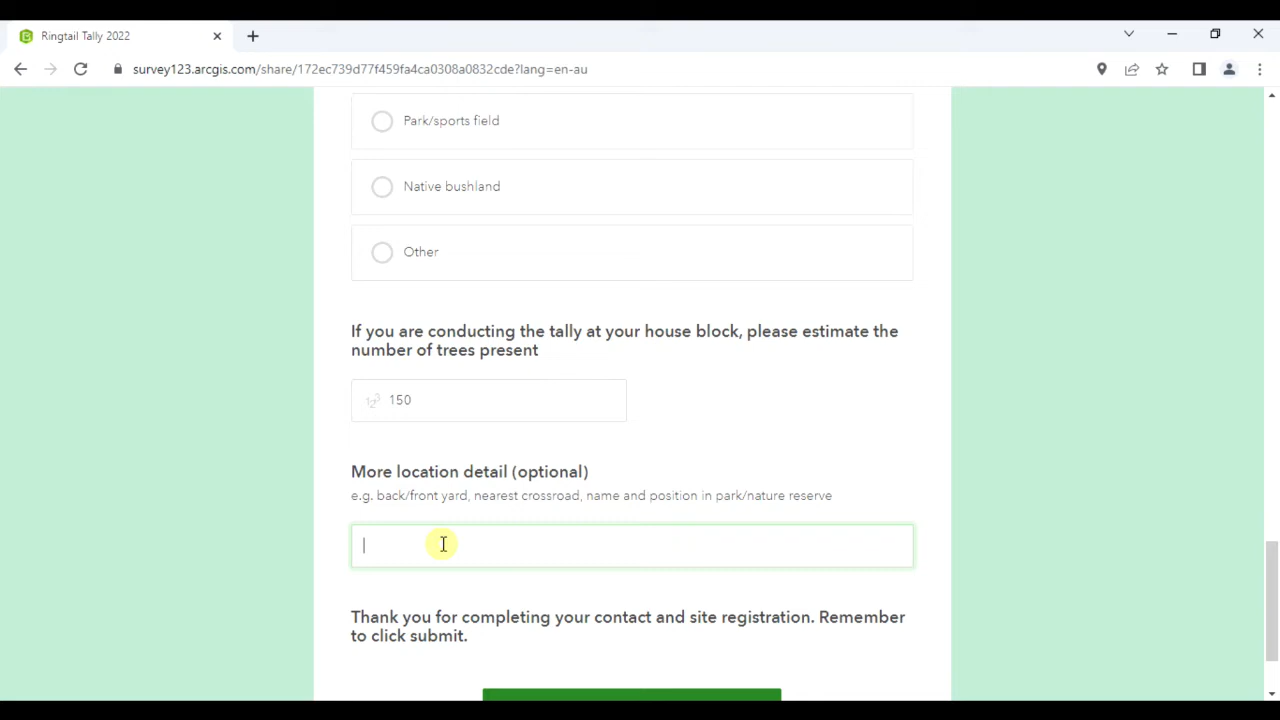 Ringtail Tally 2022
survey123.arcgis.com/share/172ec739d77f459fa4ca0308a0832cde?lang=en-au
Park/sports field
Native bushland
Other
If you are conducting the tally at your house block, please estimate the
number of trees present
123 150
More location detail (optional)
e.g. back/front yard, nearest crossroad, name and position in park/nature reserve
Thank you for completing your contact and site registration. Remember
to click submit.